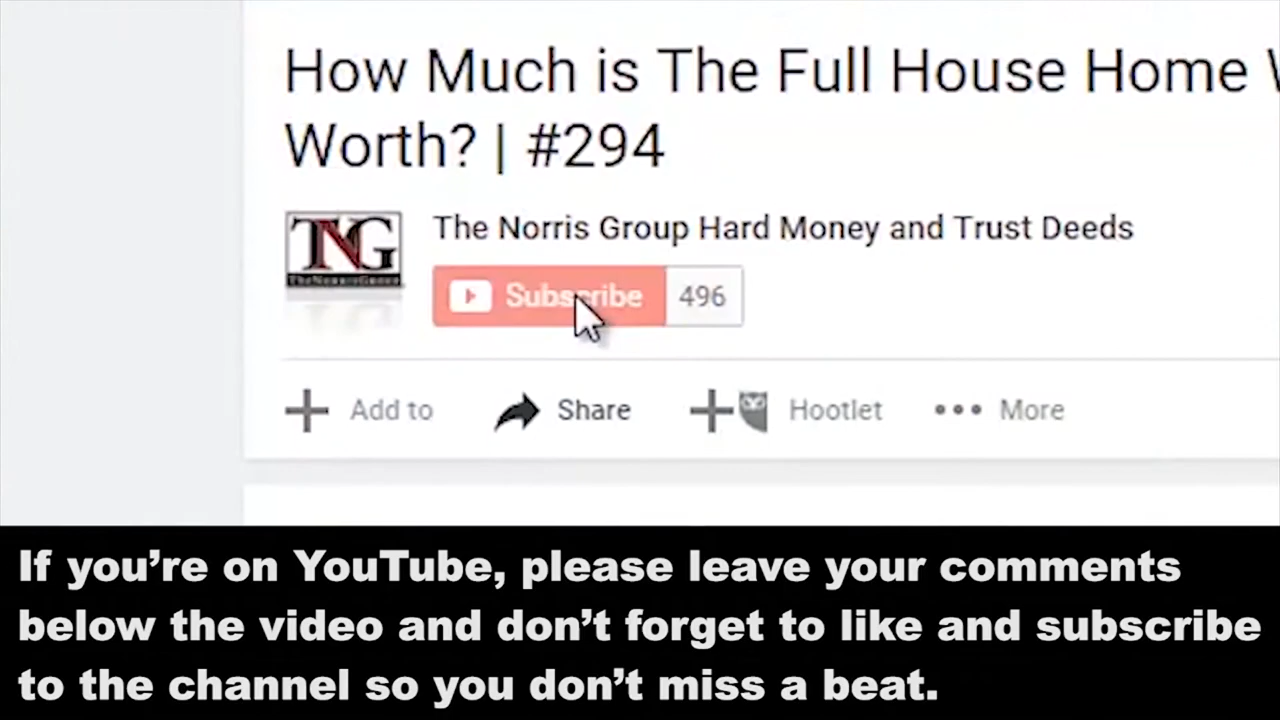 How Much is The Full House Home
Worth? | #294
TNG
TheNorrisGroup
The Norris Group Hard Money and Trust Deeds
Subscribe 496
Add to Share Hootlet More
If you're on YouTube, please leave your comments
below the video and don't forget to like and subscribe
to the channel so you don't miss a beat.